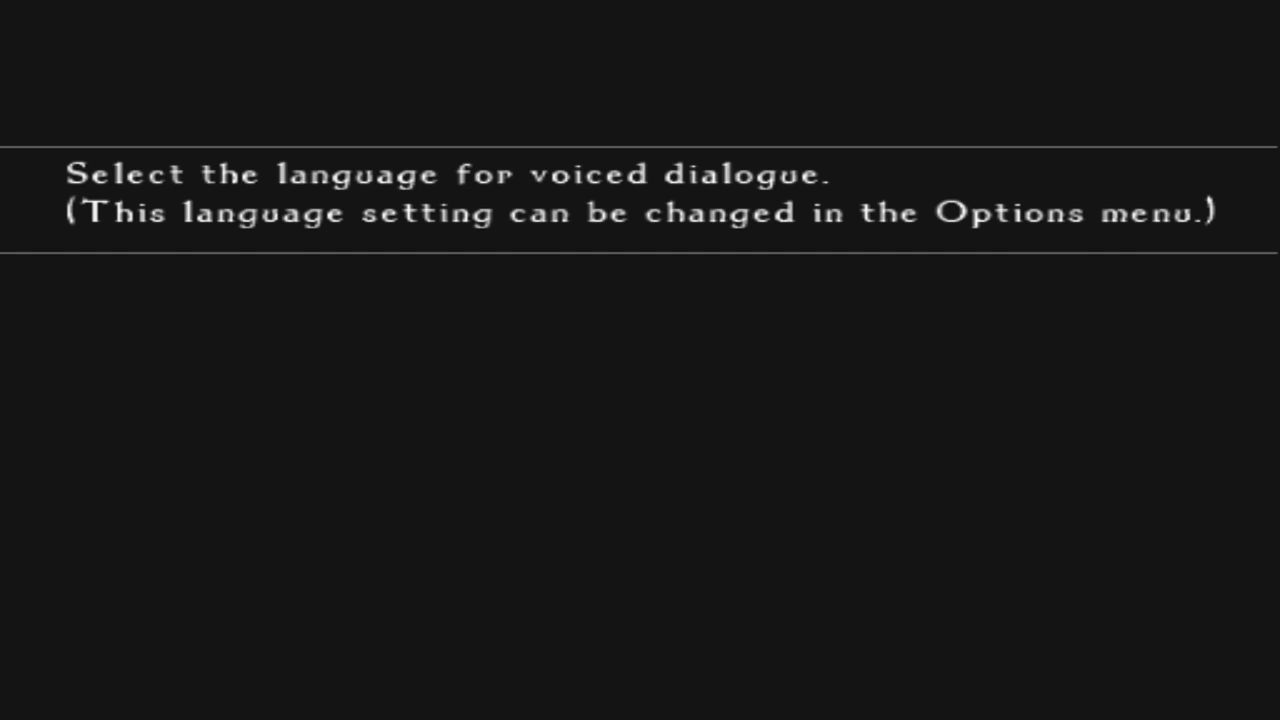 Select the language for voiced dialogue.
(This language setting can be changed in the Options menu.)